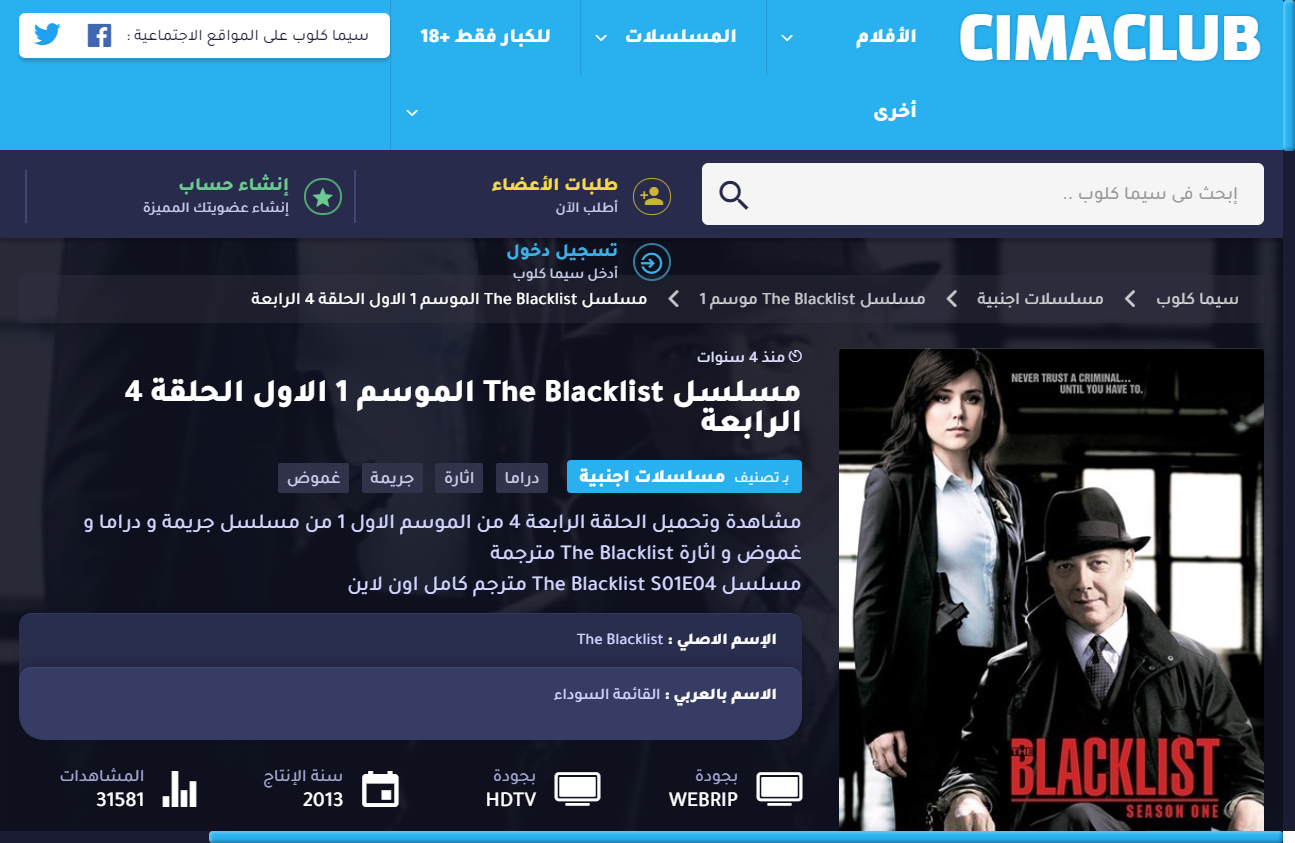 CIMACLUB
الأفلام
المسلسلات
للكبار فقط +18
سيما كلوب على المواقع الاجتماعية :
أخرى
إبحث فى سيما كلوب ..
طلبات الأعضاء
أطلب الآن
إنشاء حساب
إنشاء عضويتك المميزة
تسجيل دخول
أدخل سيما كلوب
سيما كلوب
مسلسلات اجنبية
مسلسل The Blacklist موسم 1
مسلسل The Blacklist الموسم 1 الاول الحلقة 4 الرابعة
منذ 4 سنوات
مسلسل The Blacklist الموسم 1 الاول الحلقة 4
الرابعة
بـ تصنيف مسلسلات اجنبية
دراما
اثارة
جريمة
غموض
مشاهدة وتحميل الحلقة الرابعة 4 من الموسم الاول 1 من مسلسل جريمة و دراما و
غموض و اثارة The Blacklist مترجمة
مسلسل The Blacklist S01E04 مترجم كامل اون لاين
الإسم الاصلي : The Blacklist
الاسم بالعربي : القائمة السوداء
بجودة
WEBRIP
بجودة
HDTV
سنة الإنتاج
2013
المشاهدات
31581
NEVER TRUST A CRIMINAL...
UNTIL YOU HAVE TO.
THE
BLACKLIST
SEASON ONE